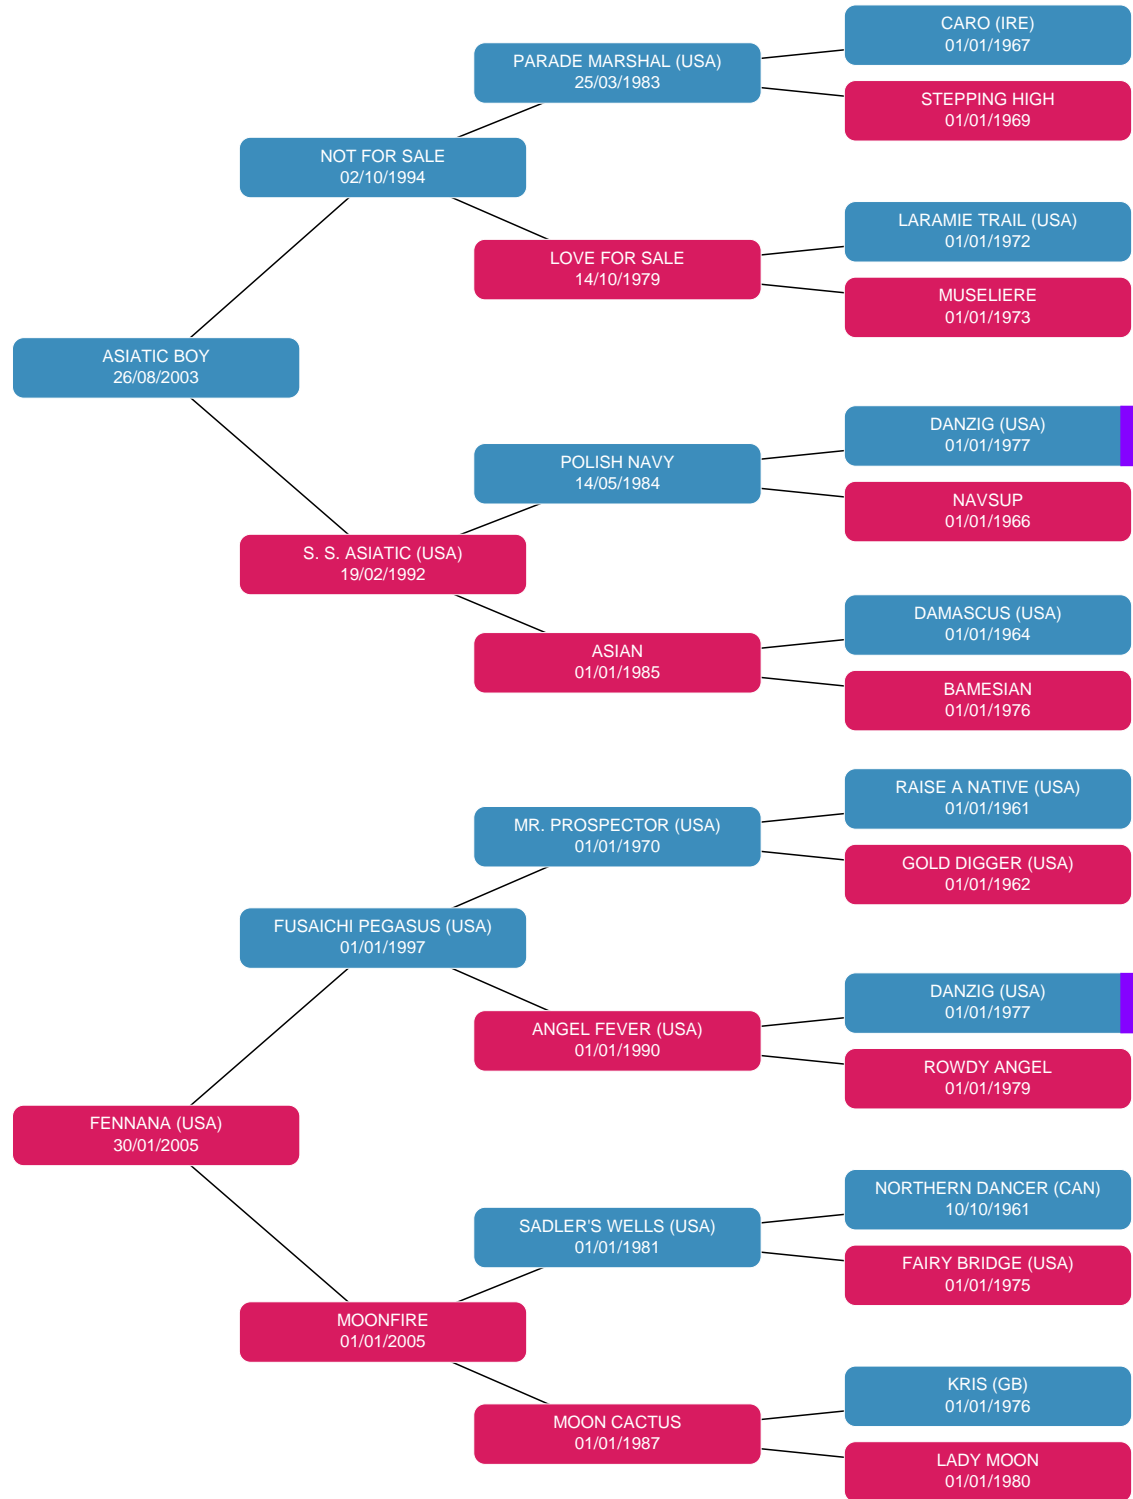 CARO (IRE)
01/01/1967
PARADE MARSHAL (USA)
25/03/1983
STEPPING HIGH
01/01/1969
NOT FOR SALE
02/10/1994
LARAMIE TRAIL (USA)
01/01/1972
LOVE FOR SALE
14/10/1979
MUSELIERE
01/01/1973
ASIATIC BOY
26/08/2003
DANZIG (USA)
01/01/1977
POLISH NAVY
14/05/1984
NAVSUP
01/01/1966
S. S. ASIATIC (USA)
19/02/1992
DAMASCUS (USA)
01/01/1964
ASIAN
01/01/1985
BAMESIAN
01/01/1976
RAISE A NATIVE (USA)
01/01/1961
MR. PROSPECTOR (USA)
01/01/1970
GOLD DIGGER (USA)
01/01/1962
FUSAICHI PEGASUS (USA)
01/01/1997
DANZIG (USA)
01/01/1977
ANGEL FEVER (USA)
01/01/1990
ROWDY ANGEL
01/01/1979
FENNANA (USA)
30/01/2005
NORTHERN DANCER (CAN)
10/10/1961
SADLER'S WELLS (USA)
01/01/1981
FAIRY BRIDGE (USA)
01/01/1975
MOONFIRE
01/01/2005
KRIS (GB)
01/01/1976
MOON CACTUS
01/01/1987
LADY MOON
01/01/1980